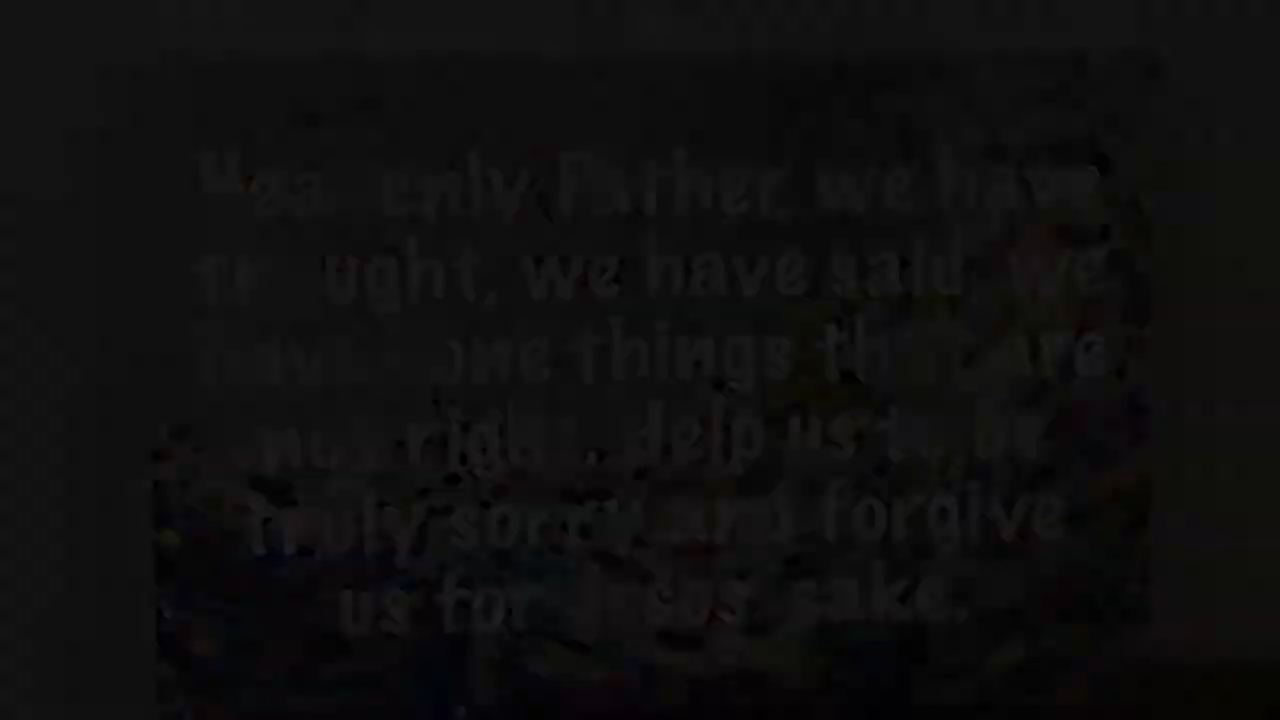 Heavenly Father, we have
thought, we have said, we
have done things that are
not right. Help us to be
truly sorry and forgive
us for Jesus' sake.